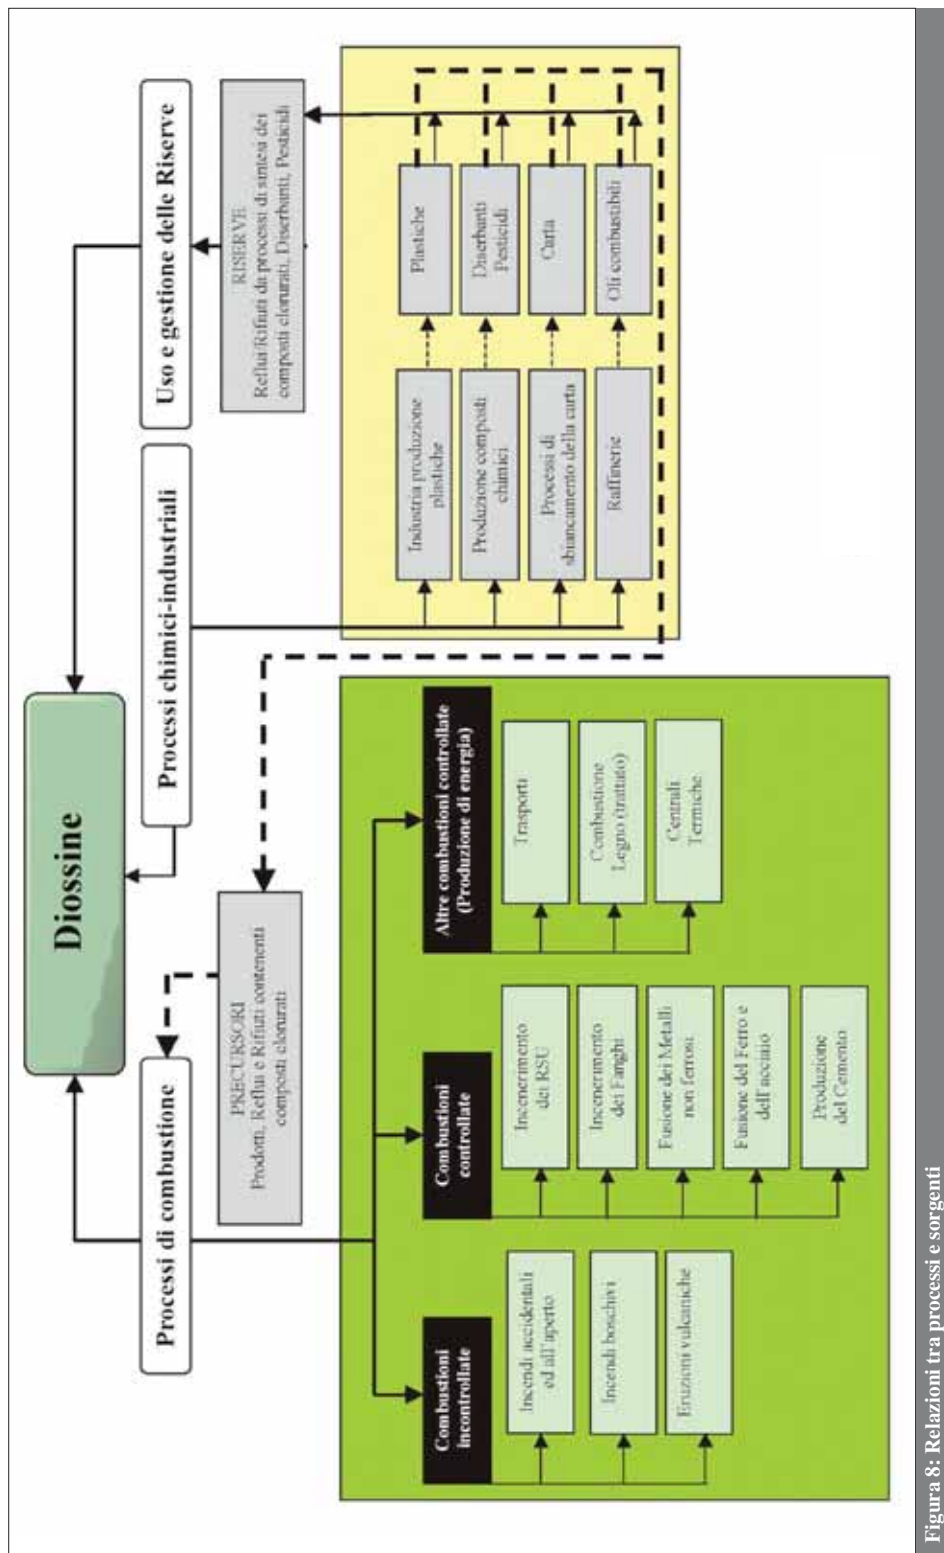 Diossine
Processi di combustione
Processi chimici-industriali
Uso e gestione delle Riserve
PRECURSORI
Prodotti, Reflui e Rifiuti contenenti
composti clorurati
RISERVE
Reflui/Rifiuti da processi di sintesi dei
composti clorurati, Diserbanti, Pesticidi
Combustioni
incontrollate
Incendi accidentali
ed all'aperto
Incendi boschivi
Eruzioni vulcaniche
Combustioni
controllate
Incenerimento
dei RSU
Incenerimento
dei Fanghi
Fusione dei Metalli
non ferrosi
Fusione del Ferro e
dell'acciaio
Produzione
del Cemento
Altre combustioni controllate
(Produzione di energia)
Trasporti
Combustione
Legno (trattato)
Centrali
Termiche
Industria produzione
plastiche
Plastiche
Produzione composti
chimici
Diserbanti
Pesticidi
Processi di
sbiancamento della carta
Carta
Raffinerie
Oli combustibili
Figura 8: Relazioni tra processi e sorgenti